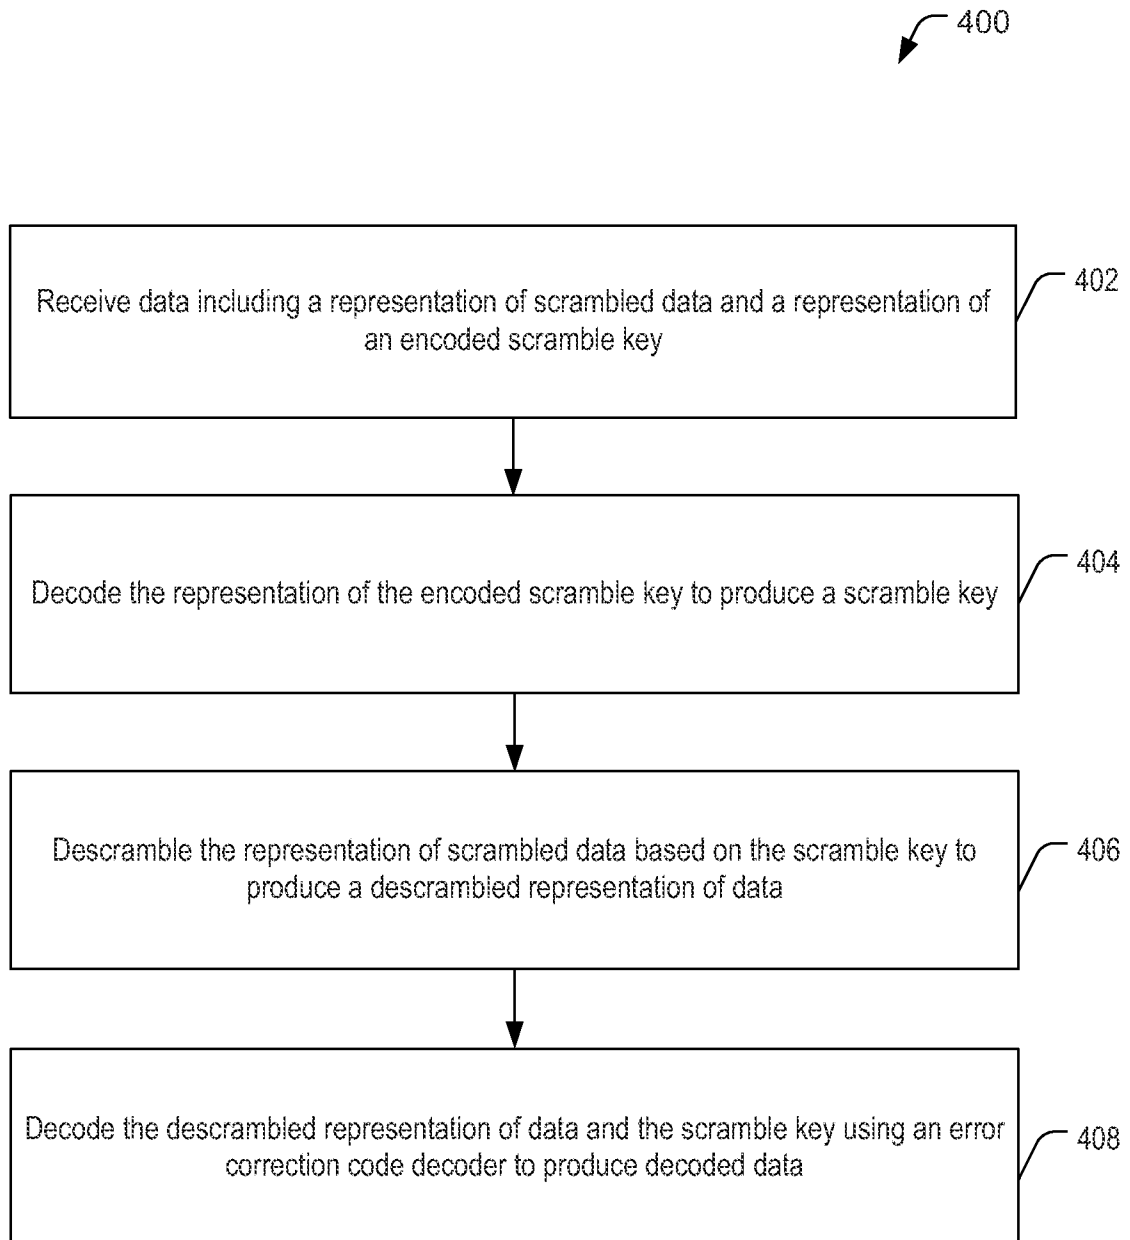 400
Receive data including a representation of scrambled data and a representation of
an encoded scramble key
402
Decode the representation of the encoded scramble key to produce a scramble key
404
Descramble the representation of scrambled data based on the scramble key to
produce a descrambled representation of data
406
Decode the descrambled representation of data and the scramble key using an error
correction code decoder to produce decoded data
408